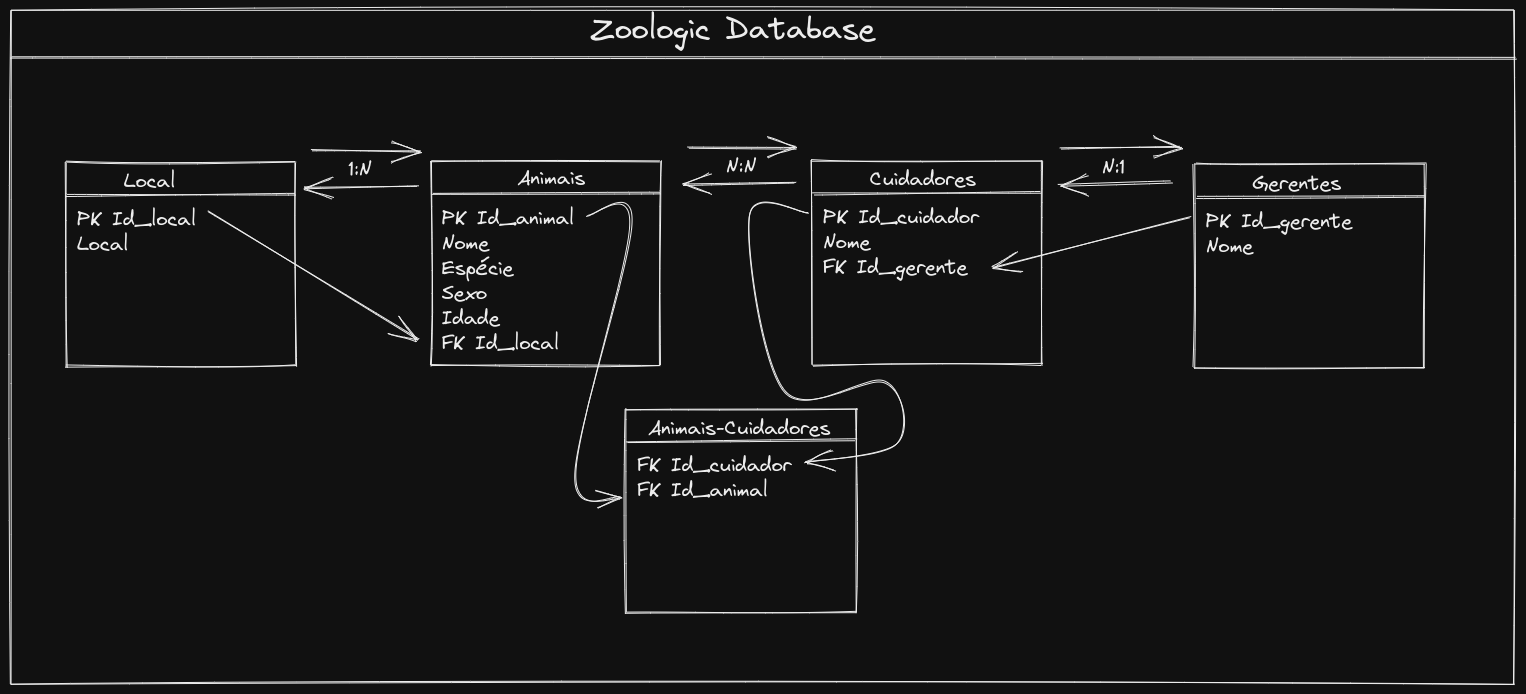 Zoologic Database
1:N
N:N
N:1
Local
PK Id_local
Local
Animais
PK Id_animal
Nome
Espécie
Sexo
Idade
FK Id_local
Cuidadores
PK Id_cuidador
Nome
FK Id_gerente
Gerentes
PK Id_gerente
Nome
Animais-Cuidadores
FK Id_cuidador
FK Id_animal